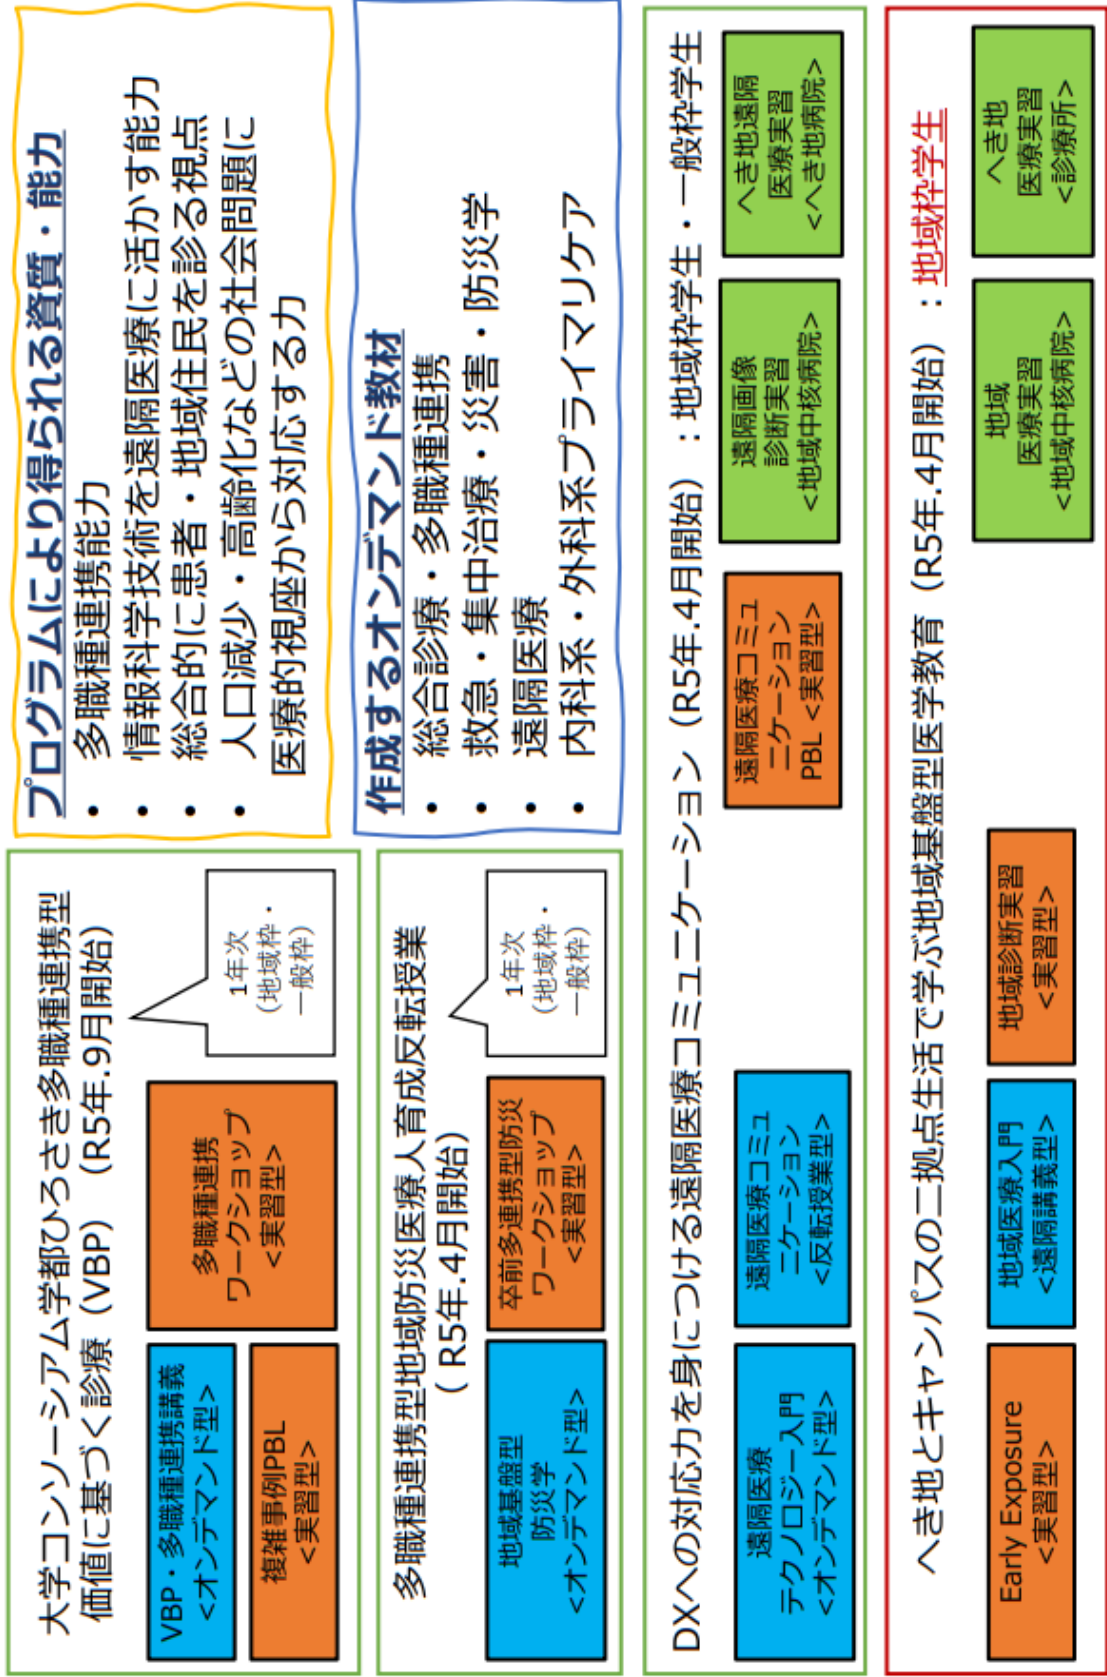 大学コンソーシアム学都ひろさき多職種連携型
価値に基づく診療（VBP）（R5年.9月開始）
VBP・多職種連携講義
<オンデマンド型>
複雑事例PBL
<実習型>
多職種連携
ワークショップ
<実習型>
1年次
（地域枠・
一般枠）
プログラムにより得られる資質・能力
• 多職種連携能力
• 情報科学技術を遠隔医療に活かす能力
• 総合的に患者・地域住民を診る視点
• 人口減少・高齢化などの社会問題に
医療的視座から対応する力
多職種連携型地域防災医療人育成反転授業
（ R5年.4月開始）
地域基盤型
防災学
<オンデマンド型>
卒前多連携型防災
ワークショップ
<実習型>
1年次
（地域枠・
一般枠）
作成するオンデマンド教材
• 総合診療・多職種連携
• 救急・集中治療・災害・防災学
• 遠隔医療
• 内科系・外科系プライマリケア
DXへの対応力を身につける遠隔医療コミュニケーション（R5年.4月開始）：地域枠学生・一般枠学生
遠隔医療
テクノロジー入門
<オンデマンド型>
遠隔医療コミュ
ニケーション
<反転授業型>
遠隔医療コミュ
ニケーション
PBL <実習型>
遠隔画像
診断実習
<地域中核病院>
へき地遠隔
医療実習
<へき地病院>
へき地とキャンパスの二拠点生活で学ぶ地域基盤型医学教育（R5年.4月開始）：地域枠学生
Early Exposure
<実習型>
地域医療入門
<遠隔講義型>
地域診断実習
<実習型>
地域
医療実習
<地域中核病院>
へき地
医療実習
<診療所>